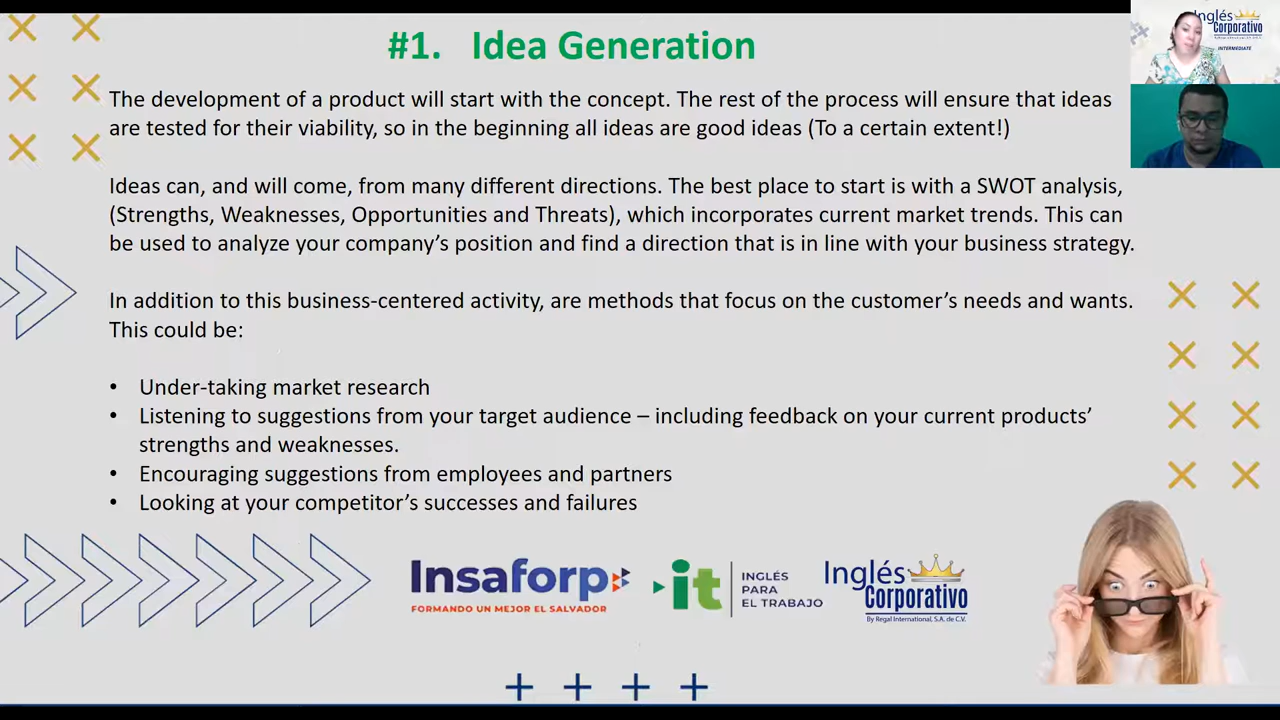 #1. Idea Generation
The development of a product will start with the concept. The rest of the process will ensure that ideas
are tested for their viability, so in the beginning all ideas are good ideas (To a certain extent!)
Ideas can, and will come, from many different directions. The best place to start is with a SWOT analysis,
(Strengths, Weaknesses, Opportunities and Threats), which incorporates current market trends. This can
be used to analyze your company's position and find a direction that is in line with your business strategy.
In addition to this business-centered activity, are methods that focus on the customer's needs and wants.
This could be:
• Under-taking market research
• Listening to suggestions from your target audience – including feedback on your current products'
strengths and weaknesses.
• Encouraging suggestions from employees and partners
• Looking at your competitor's successes and failures
Insaforp
FORMANDO UN MEJOR EL SALVADOR
it
INGLÉS
PARA
EL TRABAJO
Inglés
Corporativo
By Regal International, S.A. de C.V.
Inglés
Corporativo
INTERMEDIATE